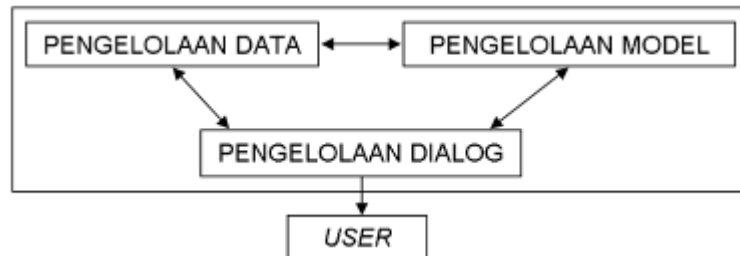 PENGELOLAAN DATA
PENGELOLAAN MODEL
PENGELOLAAN DIALOG
USER